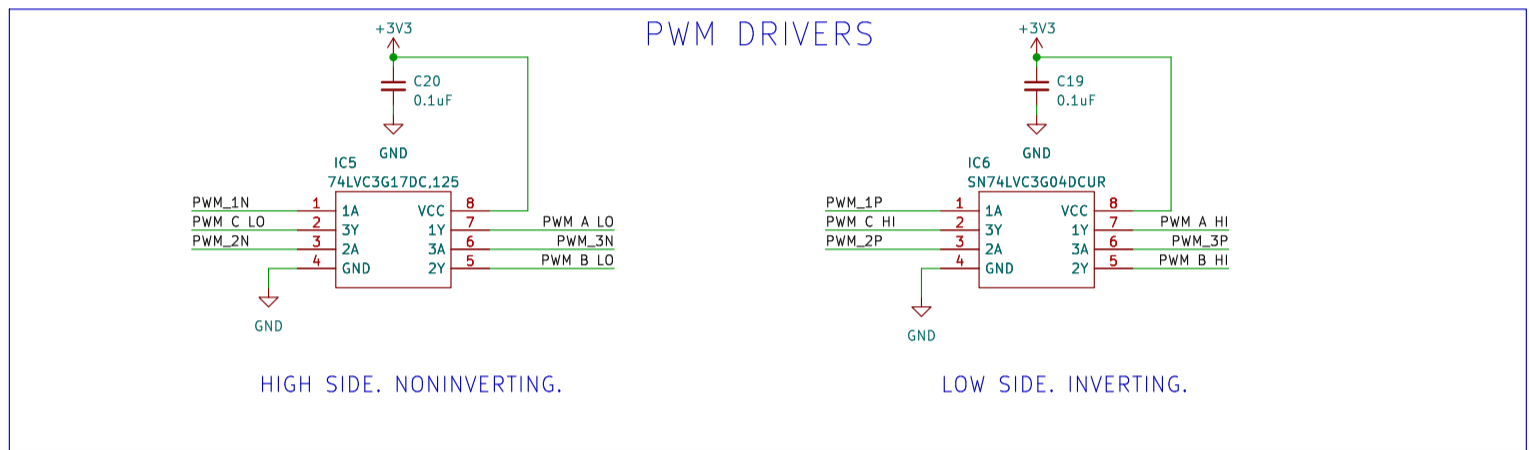 PWM DRIVERS
+3V3
C20
0.1uF
GND
IC5
74LVC3G17DC,125
PWM_1N 1 1A VCC 8
PWM C LO 2 3Y 1Y 7 PWM A LO
PWM_2N 3 2A 3A 6 PWM_3N
4 GND 2Y 5 PWM B LO
GND
HIGH SIDE. NONINVERTING.
+3V3
C19
0.1uF
GND
IC6
SN74LVC3G04DCUR
PWM_1P 1 1A VCC 8
PWM C HI 2 3Y 1Y 7 PWM A HI
PWM_2P 3 2A 3A 6 PWM_3P
4 GND 2Y 5 PWM B HI
GND
LOW SIDE. INVERTING.